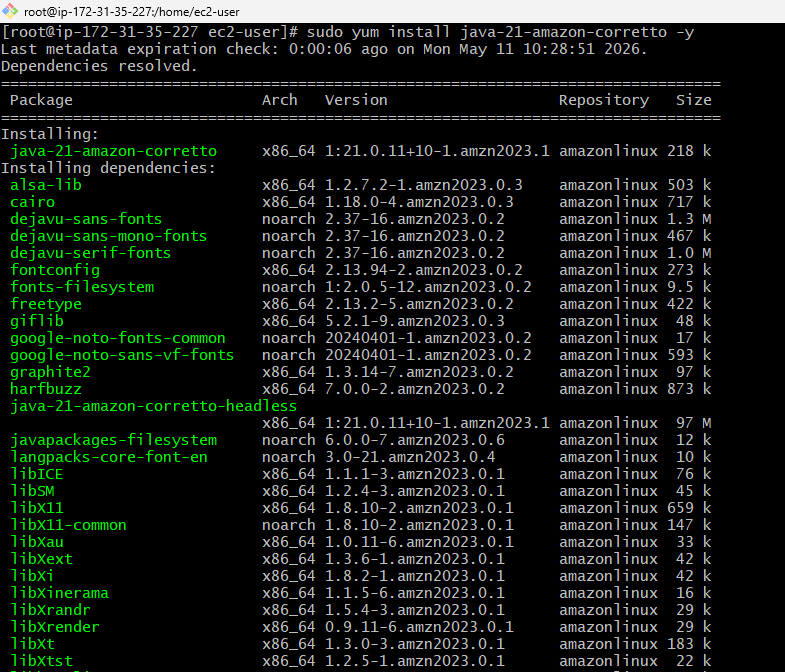 root@ip-172-31-35-227:/home/ec2-user
[root@ip-172-31-35-227 ec2-user]# sudo yum install java-21-amazon-corretto -y
Last metadata expiration check: 0:00:06 ago on Mon May 11 10:28:51 2026.
Dependencies resolved.
================================================================================
Package Arch Version Repository Size
================================================================================
Installing:
java-21-amazon-corretto x86_64 1:21.0.11+10-1.amzn2023.1 amazonlinux 218 k
Installing dependencies:
alsa-lib x86_64 1.2.7.2-1.amzn2023.0.3 amazonlinux 503 k
cairo x86_64 1.18.0-4.amzn2023.0.3 amazonlinux 717 k
dejavu-sans-fonts noarch 2.37-16.amzn2023.0.2 amazonlinux 1.3 M
dejavu-sans-mono-fonts noarch 2.37-16.amzn2023.0.2 amazonlinux 467 k
dejavu-serif-fonts noarch 2.37-16.amzn2023.0.2 amazonlinux 1.0 M
fontconfig x86_64 2.13.94-2.amzn2023.0.2 amazonlinux 273 k
fonts-filesystem noarch 1:2.0.5-12.amzn2023.0.2 amazonlinux 9.5 k
freetype x86_64 2.13.2-5.amzn2023.0.2 amazonlinux 422 k
giflib x86_64 5.2.1-9.amzn2023.0.3 amazonlinux 48 k
google-noto-fonts-common noarch 20240401-1.amzn2023.0.2 amazonlinux 17 k
google-noto-sans-vf-fonts noarch 20240401-1.amzn2023.0.2 amazonlinux 593 k
graphite2 x86_64 1.3.14-7.amzn2023.0.2 amazonlinux 97 k
harfbuzz x86_64 7.0.0-2.amzn2023.0.2 amazonlinux 873 k
java-21-amazon-corretto-headless
x86_64 1:21.0.11+10-1.amzn2023.1 amazonlinux 97 M
javapackages-filesystem noarch 6.0.0-7.amzn2023.0.6 amazonlinux 12 k
langpacks-core-font-en noarch 3.0-21.amzn2023.0.4 amazonlinux 10 k
libICE x86_64 1.1.1-3.amzn2023.0.1 amazonlinux 76 k
libSM x86_64 1.2.4-3.amzn2023.0.1 amazonlinux 45 k
libX11 x86_64 1.8.10-2.amzn2023.0.1 amazonlinux 659 k
libX11-common noarch 1.8.10-2.amzn2023.0.1 amazonlinux 147 k
libXau x86_64 1.0.11-6.amzn2023.0.1 amazonlinux 33 k
libXext x86_64 1.3.6-1.amzn2023.0.1 amazonlinux 42 k
libXi x86_64 1.8.2-1.amzn2023.0.1 amazonlinux 42 k
libXinerama x86_64 1.1.5-6.amzn2023.0.1 amazonlinux 16 k
libXrandr x86_64 1.5.4-3.amzn2023.0.1 amazonlinux 29 k
libXrender x86_64 0.9.11-6.amzn2023.0.1 amazonlinux 29 k
libXt x86_64 1.3.0-3.amzn2023.0.1 amazonlinux 183 k
libXtst x86_64 1.2.5-1.amzn2023.0.1 amazonlinux 22 k